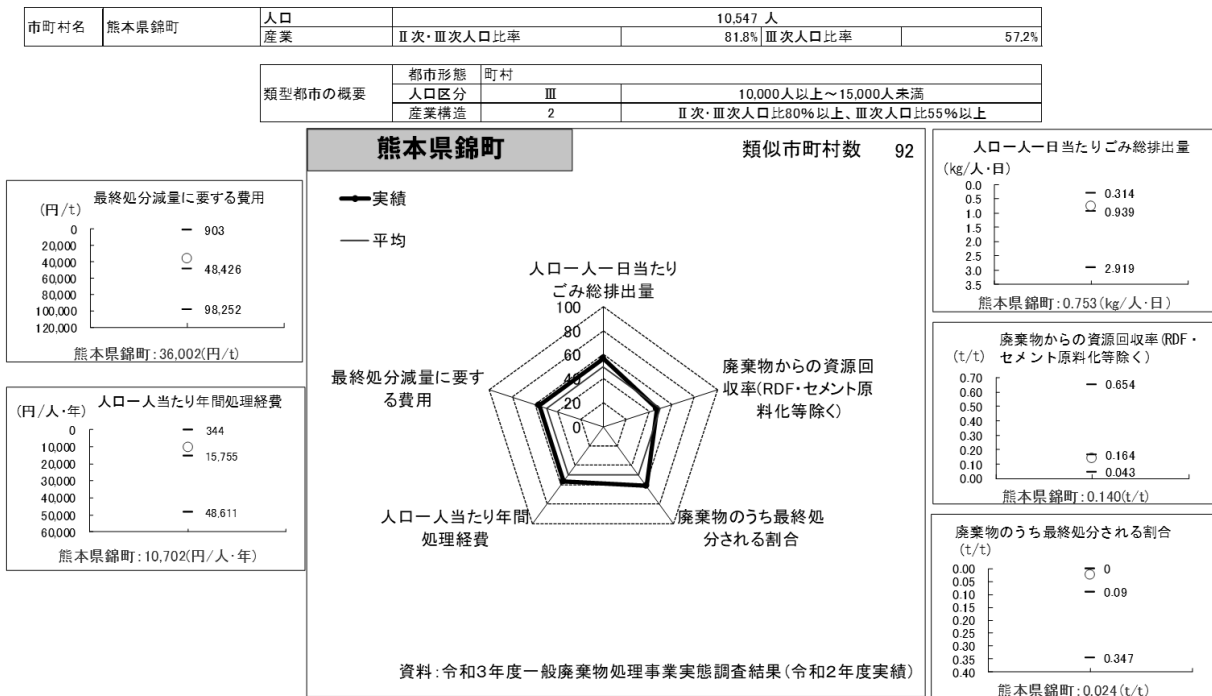 市町村名 熊本県錦町 人口 10,547 人
産業 Ⅱ次・Ⅲ次人口比率 81.8% Ⅲ次人口比率 57.2%
類型都市の概要 都市形態 町村
人口区分 Ⅲ 10,000人以上～15,000人未満
産業構造 2 Ⅱ次・Ⅲ次人口比80%以上、Ⅲ次人口比55%以上
熊本県錦町 類似市町村数 92
実績
平均
人口一人一日当たり
ごみ総排出量
100
80
60
40
20
0
廃棄物からの資源回
収率(RDF・セメント原
料化等除く)
廃棄物のうち最終処
分される割合
人口一人当たり年間
処理経費
最終処分減量に要す
る費用
資料:令和3年度一般廃棄物処理事業実態調査結果(令和2年度実績)
最終処分減量に要する費用
(円/t)
0
20,000
40,000
60,000
80,000
100,000
120,000
903
48,426
98,252
熊本県錦町:36,002(円/t)
人口一人当たり年間処理経費
(円/人・年)
0
10,000
20,000
30,000
40,000
50,000
60,000
344
15,755
48,611
熊本県錦町:10,702(円/人・年)
人口一人一日当たりごみ総排出量
(kg/人・日)
0.0
0.5
1.0
1.5
2.0
2.5
3.0
3.5
0.314
0.939
2.919
熊本県錦町:0.753(kg/人・日)
廃棄物からの資源回収率(RDF・
セメント原料化等除く)
(t/t)
0.70
0.60
0.50
0.40
0.30
0.20
0.10
0.00
0.654
0.164
0.043
熊本県錦町:0.140(t/t)
廃棄物のうち最終処分される割合
(t/t)
0.00
0.05
0.10
0.15
0.20
0.25
0.30
0.35
0.40
0
0.09
0.347
熊本県錦町:0.024(t/t)